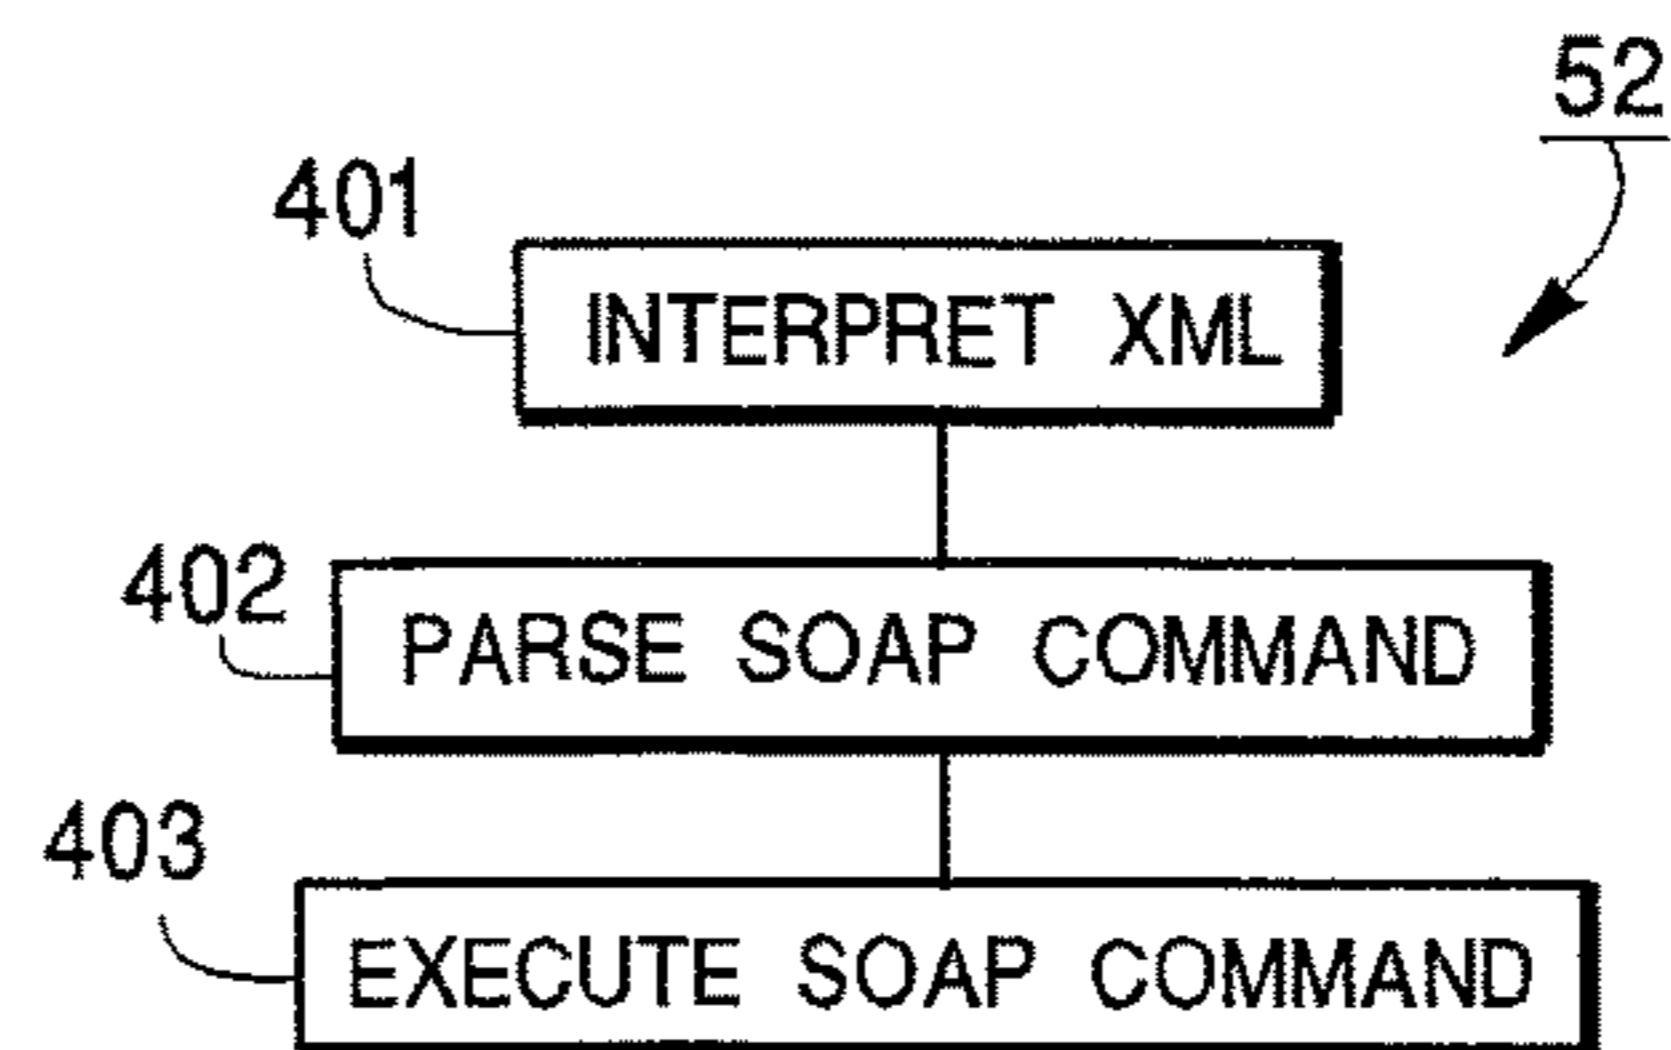 52
401
INTERPRET XML
402
PARSE SOAP COMMAND
403
EXECUTE SOAP COMMAND